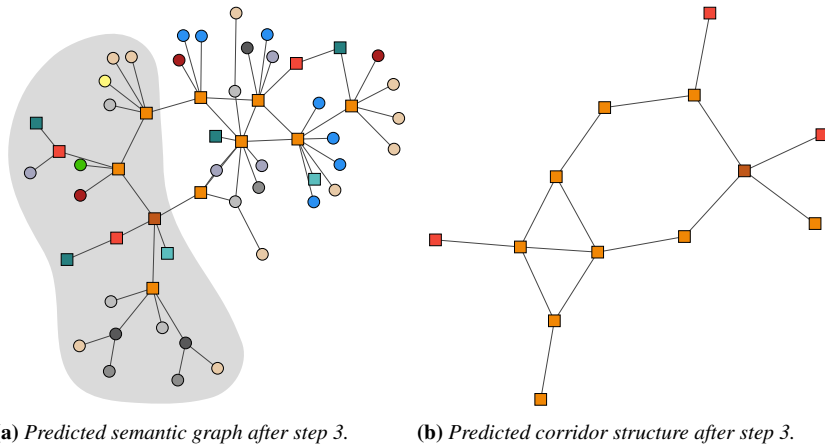 a) Predicted semantic graph after step 3.
(b) Predicted corridor structure after step 3.